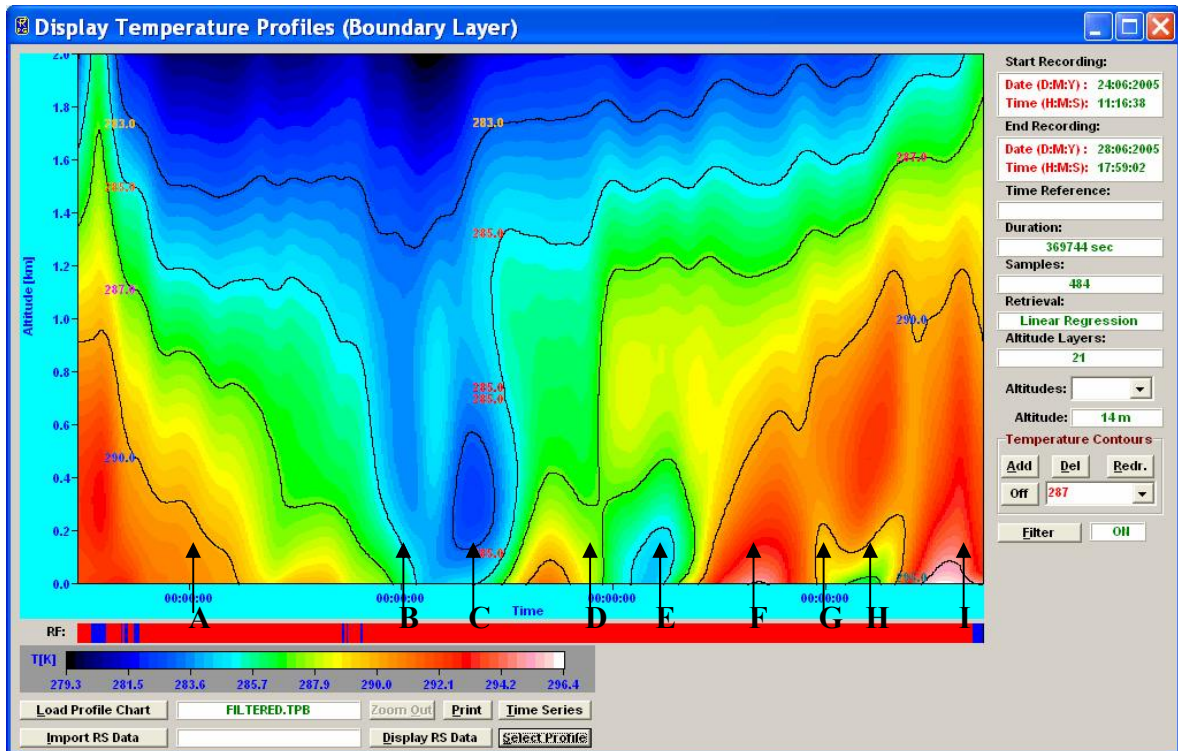 Display Temperature Profiles (Boundary Layer)
2.0
1.8
1.6
1.4
1.2
1.0
0.8
0.6
0.4
0.2
0.0
Altitude [km]
283.0
285.0
287.0
290.0
283.0
285.0
285.0
285.0
285.0
287.0
290.0
295.0
00:00:00
00:00:00
00:00:00
00:00:00
Time
A B C D E F G H I
RF:
T[K]
279.3 281.5 283.6 285.7 287.9 290.0 292.1 294.2 296.4
Load Profile Chart FILTERED.TPB Zoom Out Print Time Series
Import RS Data Display RS Data Select Profile
Start Recording:
Date (D:M:Y) : 24:06:2005
Time (H:M:S): 11:16:38
End Recording:
Date (D:M:Y) : 28:06:2005
Time (H:M:S): 17:59:02
Time Reference:
Duration:
369744 sec
Samples:
484
Retrieval:
Linear Regression
Altitude Layers:
21
Altitudes:
Altitude: 14 m
Temperature Contours
Add Del Redr.
Off 287
Filter ON